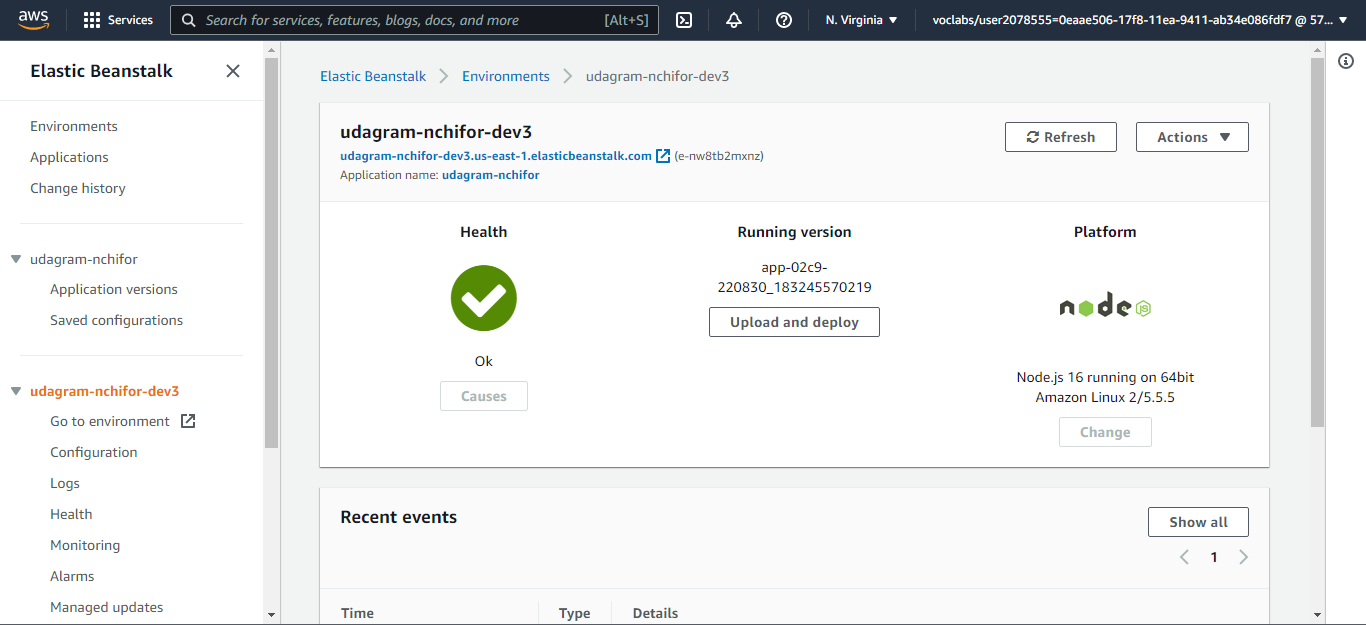 aws
Services
Search for services, features, blogs, docs, and more [Alt+S]
N. Virginia
voclabs/user2078555=0eaae506-17f8-11ea-9411-ab34e086fdf7 @ 57...
Elastic Beanstalk
Environments
Applications
Change history
udagram-nchifor
Application versions
Saved configurations
udagram-nchifor-dev3
Go to environment
Configuration
Logs
Health
Monitoring
Alarms
Managed updates
Elastic Beanstalk
Environments
udagram-nchifor-dev3
udagram-nchifor-dev3
udagram-nchifor-dev3.us-east-1.elasticbeanstalk.com (e-nw8tb2mxnz)
Application name: udagram-nchifor
Refresh
Actions
Health
Ok
Causes
Running version
app-02c9-
220830_183245570219
Upload and deploy
Platform
node JS
Node.js 16 running on 64bit
Amazon Linux 2/5.5.5
Change
Recent events
Show all
1
Time Type Details